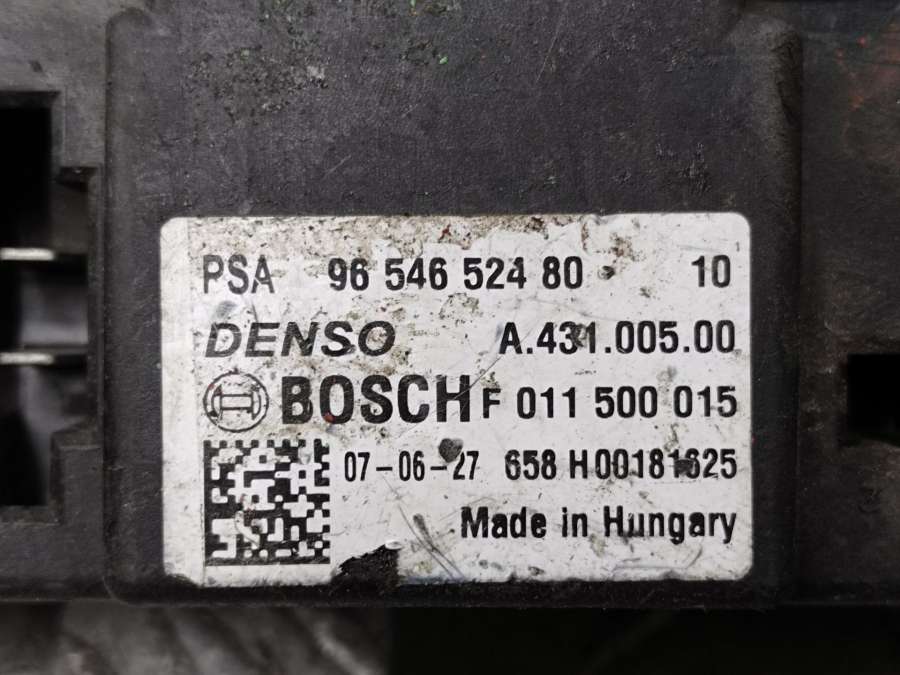 PSA 96 546 524 80 10
DENSO A.431.005.00
BOSCH F 011 500 015
07-06-27 658 H00181625
Made in Hungary